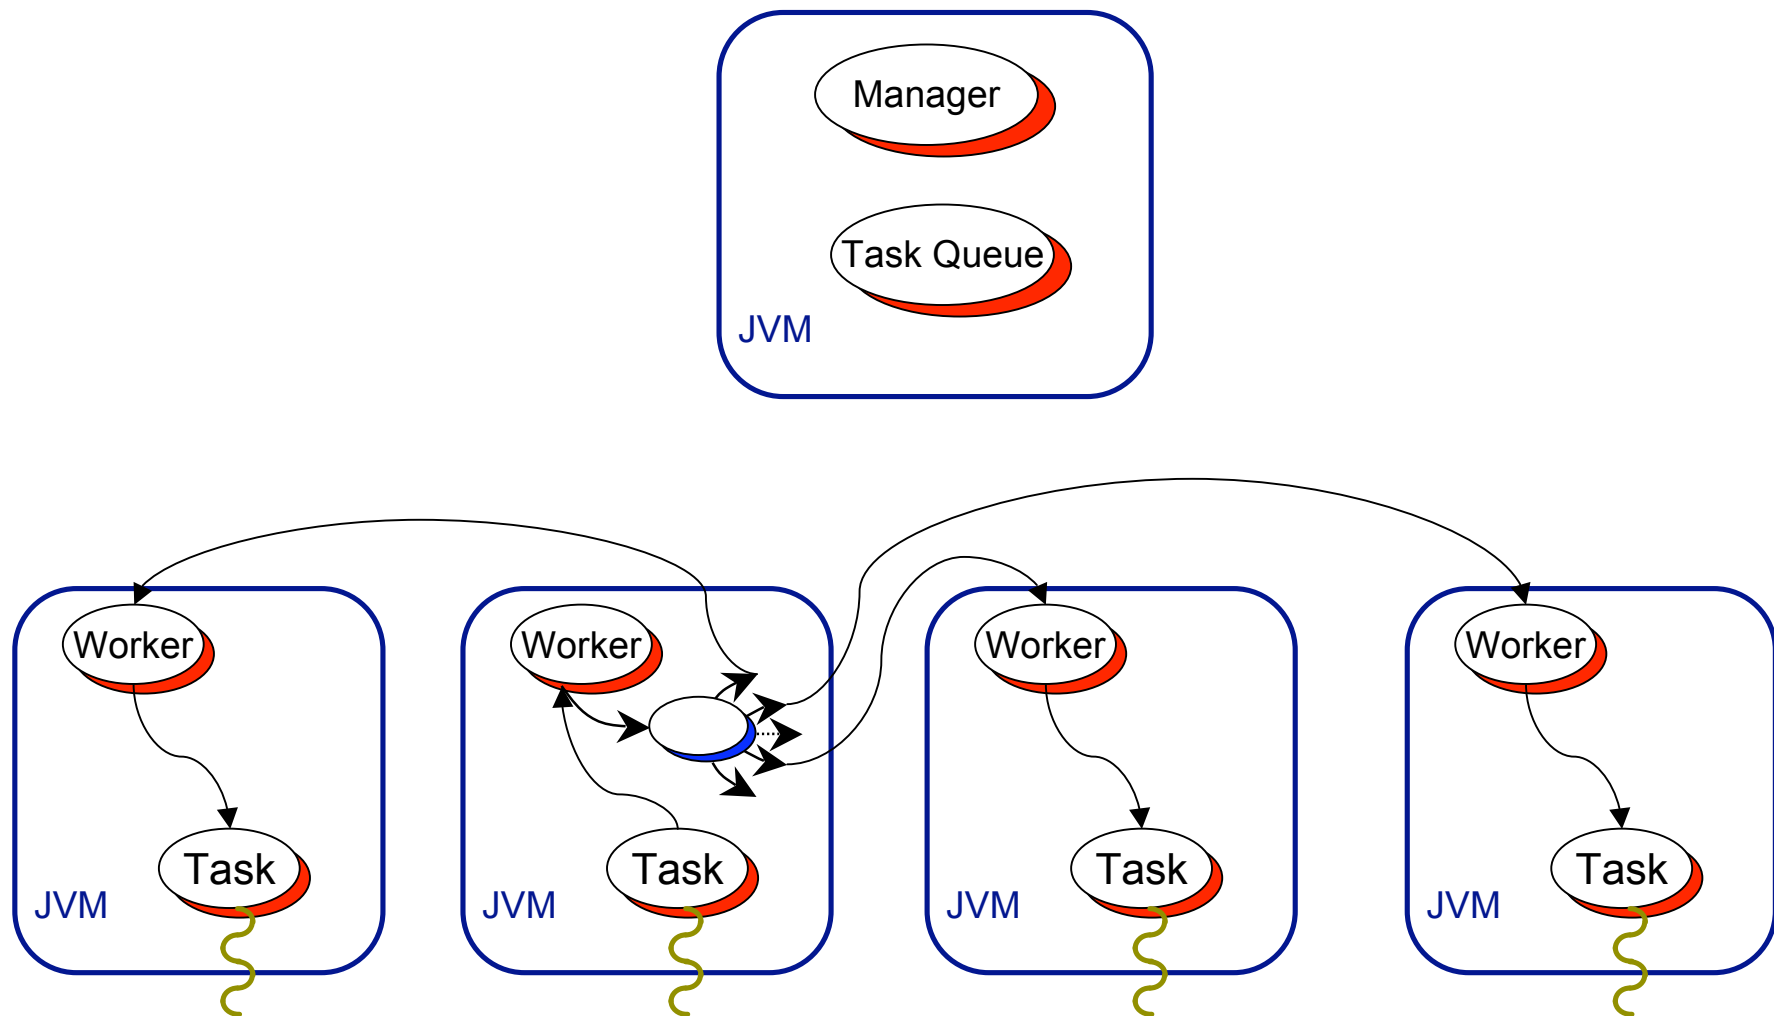 Manager
Task Queue
JVM
Worker
Worker
Worker
Worker
Task
Task
Task
Task
JVM
JVM
JVM
JVM